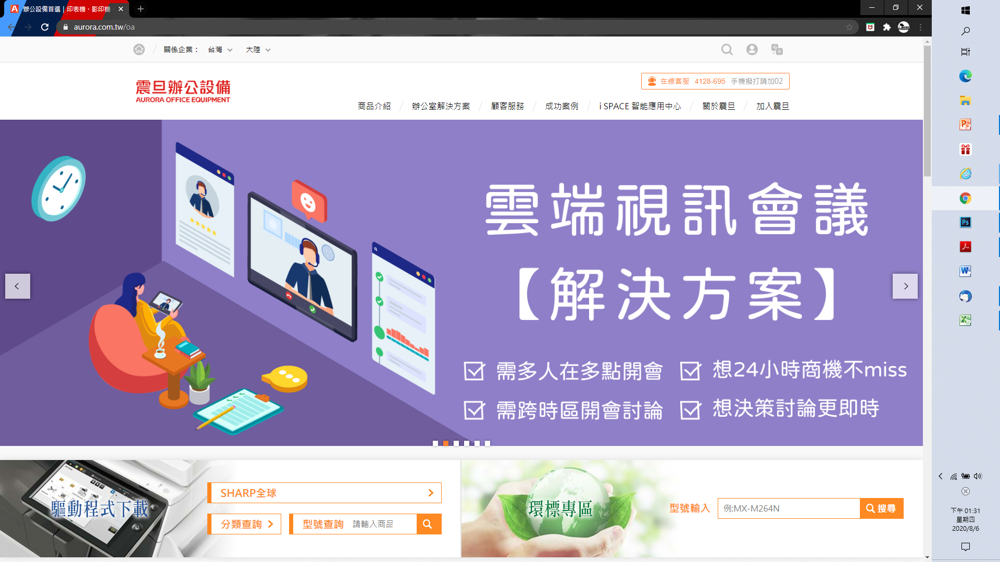 辦公設備首選 | 印表機、影印機
aurora.com.tw/oa
關係企業： 台灣 大陸
震旦辦公設備
AURORA OFFICE EQUIPMENT
在線客服 4128-695 手機撥打請加02
商品介紹 / 辦公室解決方案 / 顧客服務 / 成功案例 / i SPACE 智能應用中心 / 關於震旦 / 加入震旦
雲端視訊會議
【解決方案】
需多人在多點開會 想24小時商機不miss
需跨時區開會討論 想決策討論更即時
驅動程式下載
SHARP全球
分類查詢 型號查詢 請輸入商品
環標專區
型號輸入 例:MX-M264N 搜尋
下午 01:31
星期四
2020/8/6